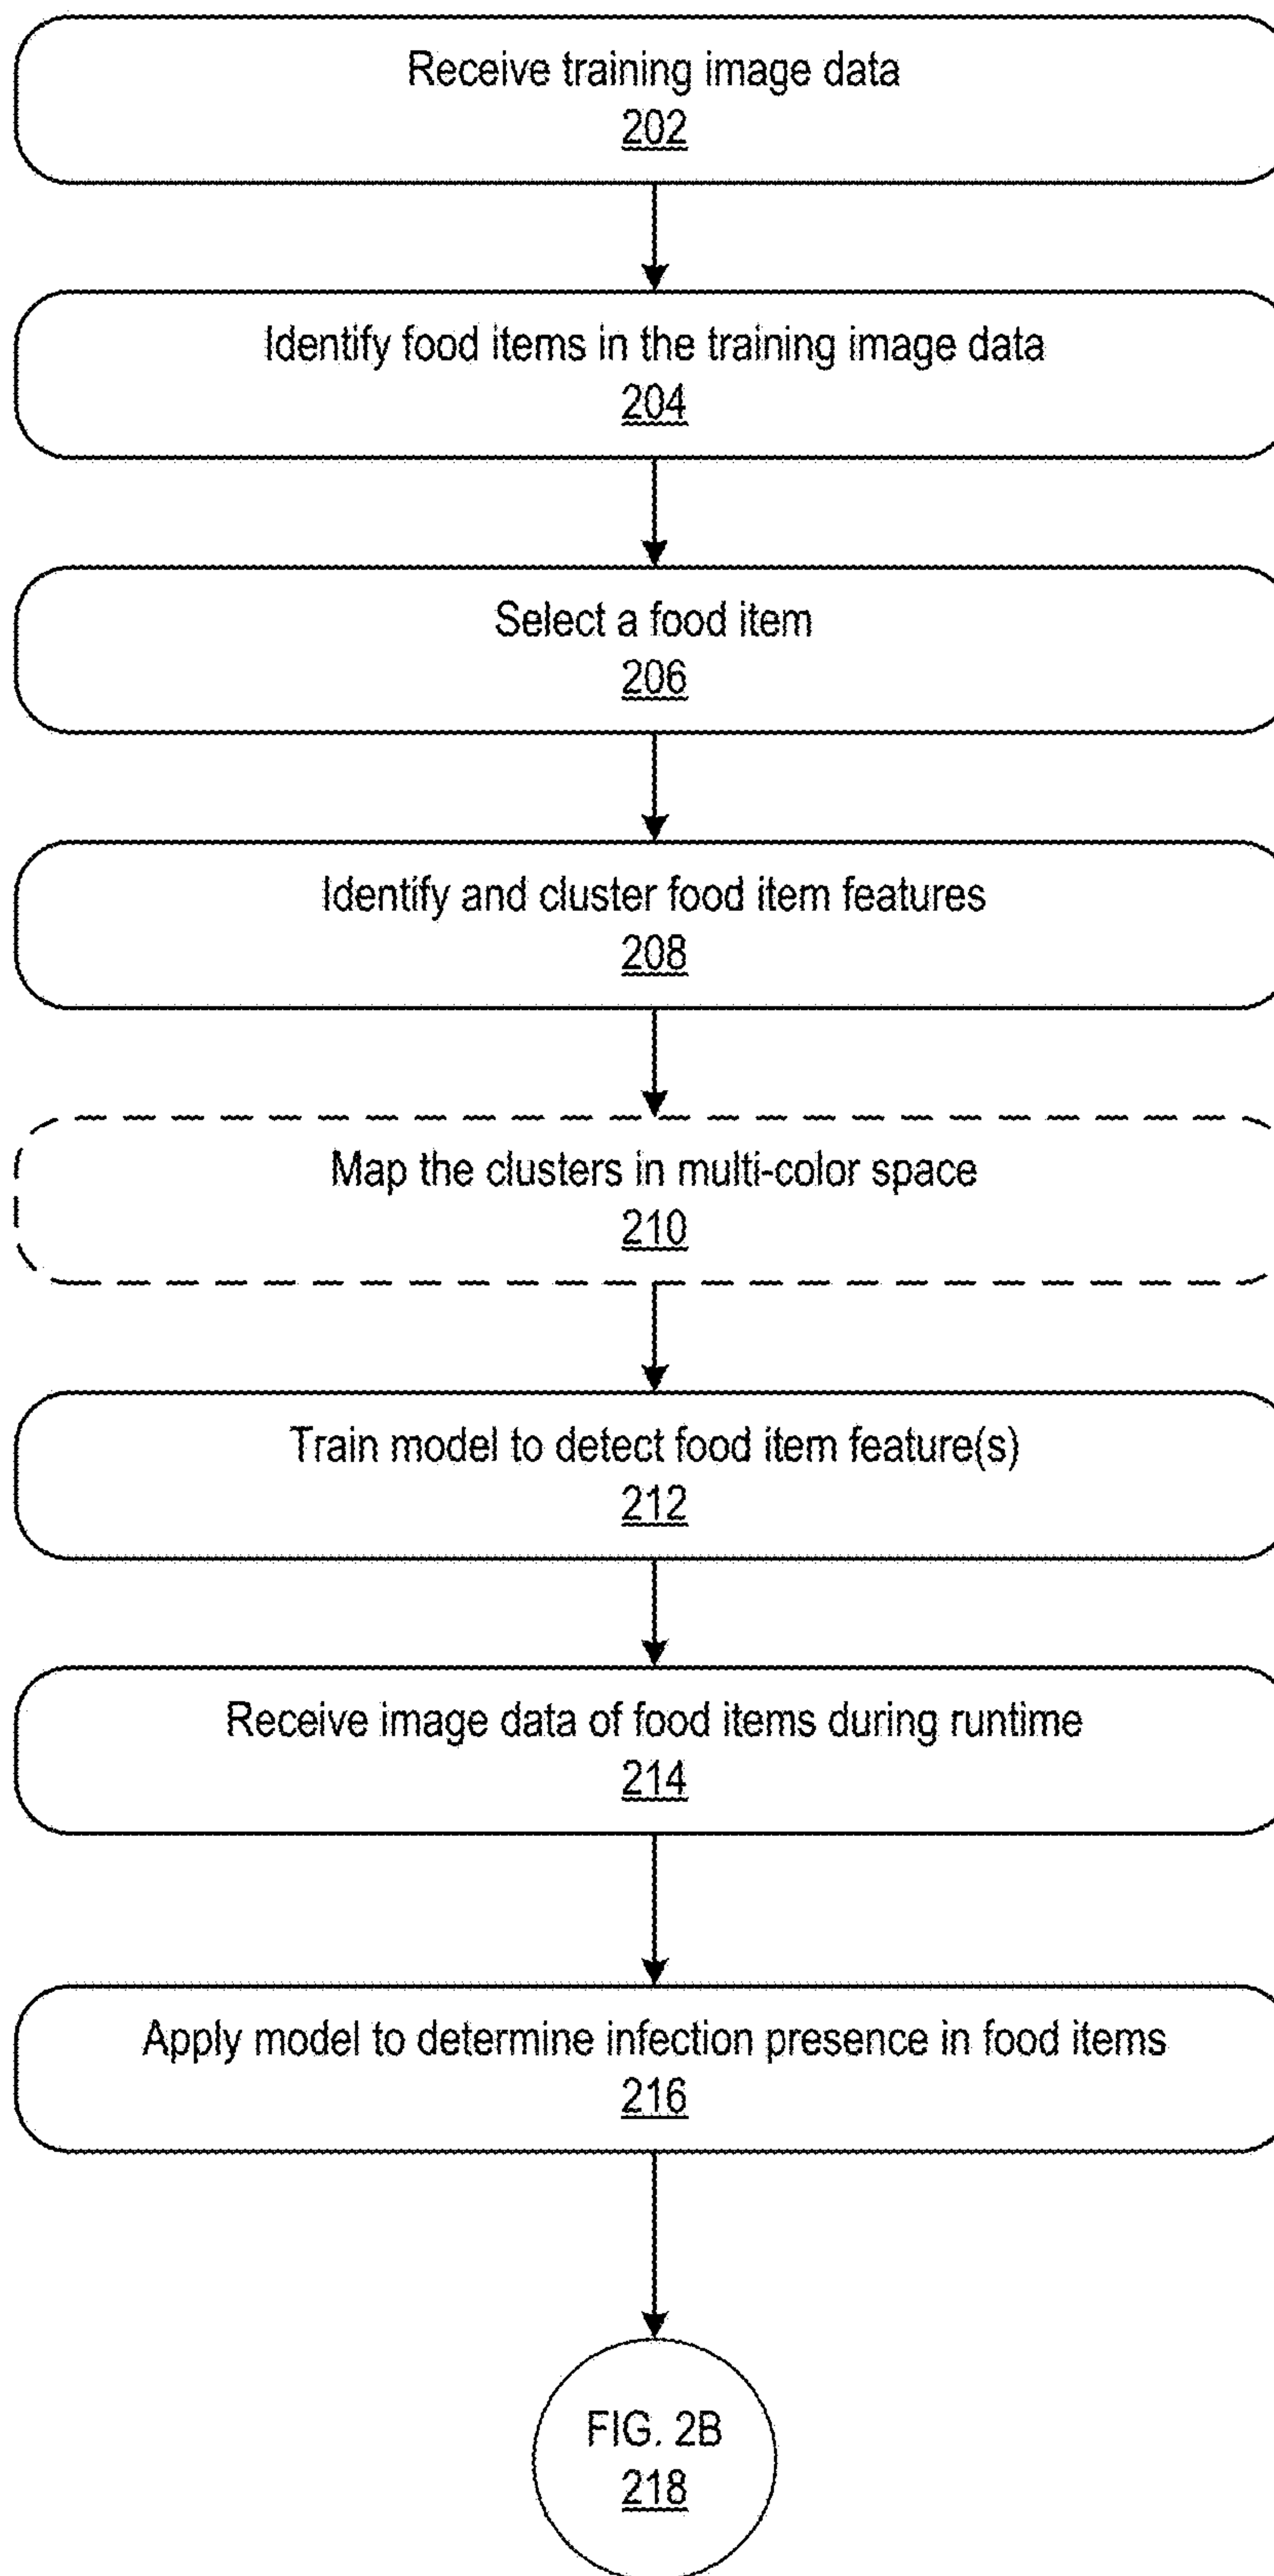 Receive training image data
202
Identify food items in the training image data
204
Select a food item
206
Identify and cluster food item features
208
Map the clusters in multi-color space
210
Train model to detect food item feature(s)
212
Receive image data of food items during runtime
214
Apply model to determine infection presence in food items
216
FIG. 2B
218